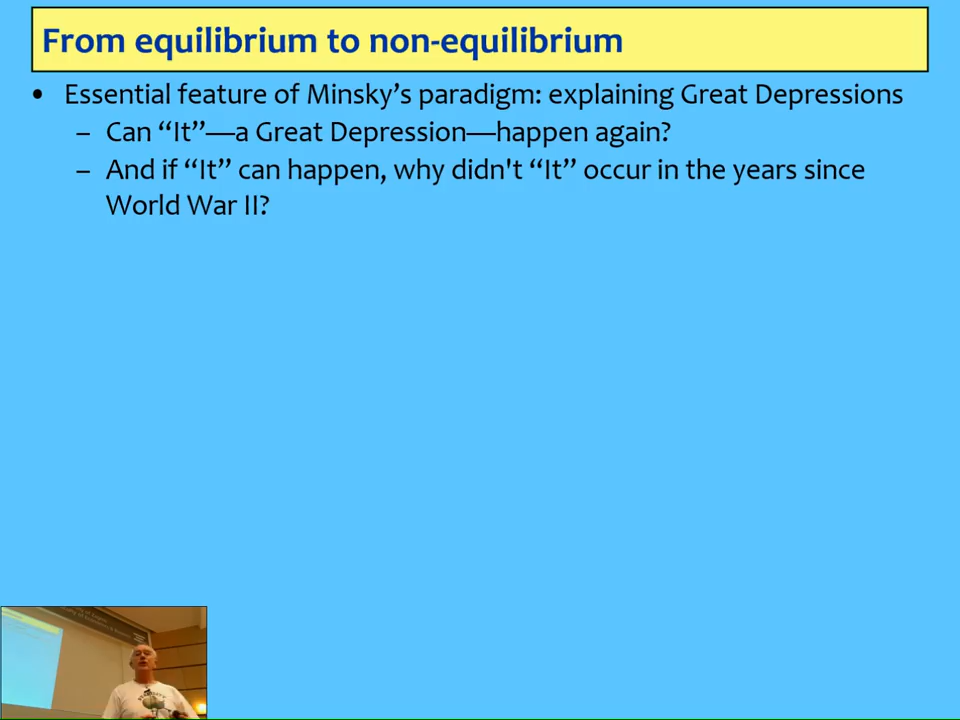 From equilibrium to non-equilibrium
• Essential feature of Minsky’s paradigm: explaining Great Depressions
– Can “It”—a Great Depression—happen again?
– And if “It” can happen, why didn't “It” occur in the years since
World War II?